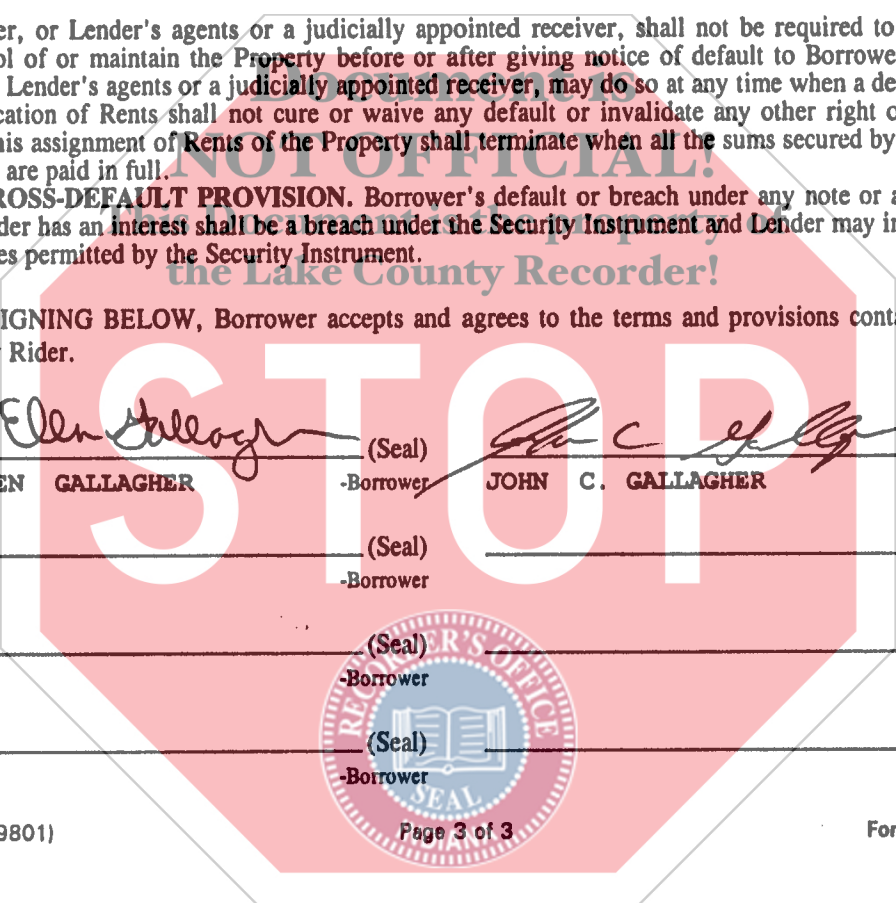 er, or Lender's agents or a judicially appointed receiver, shall not be required to
ol of or maintain the Property before or after giving notice of default to Borrowe
Lender's agents or a judicially appointed receiver, may do so at any time when a de
Document is
cation of Rents shall not cure or waive any default or invalidate any other right o
his assignment of Rents of the Property shall terminate when all the sums secured by
NOT OFFICIAL!
are paid in full.
ROSS-DEFAULT PROVISION. Borrower's default or breach under any note or a
This Document is the property of
der has an interest shall be a breach under the Security Instrument and Lender may in
es permitted by the Security Instrument.
the Lake County Recorder!
IGNING BELOW, Borrower accepts and agrees to the terms and provisions conta
Rider.
STOP
Ellen Gallagher (Seal) John C Gallagher
EN GALLAGHER -Borrower JOHN C. GALLAGHER
(Seal)
-Borrower
(Seal)
-Borrower
RECORDER'S OFFICE
(Seal)
-Borrower
SEAL
9801) Page 3 of 3 For